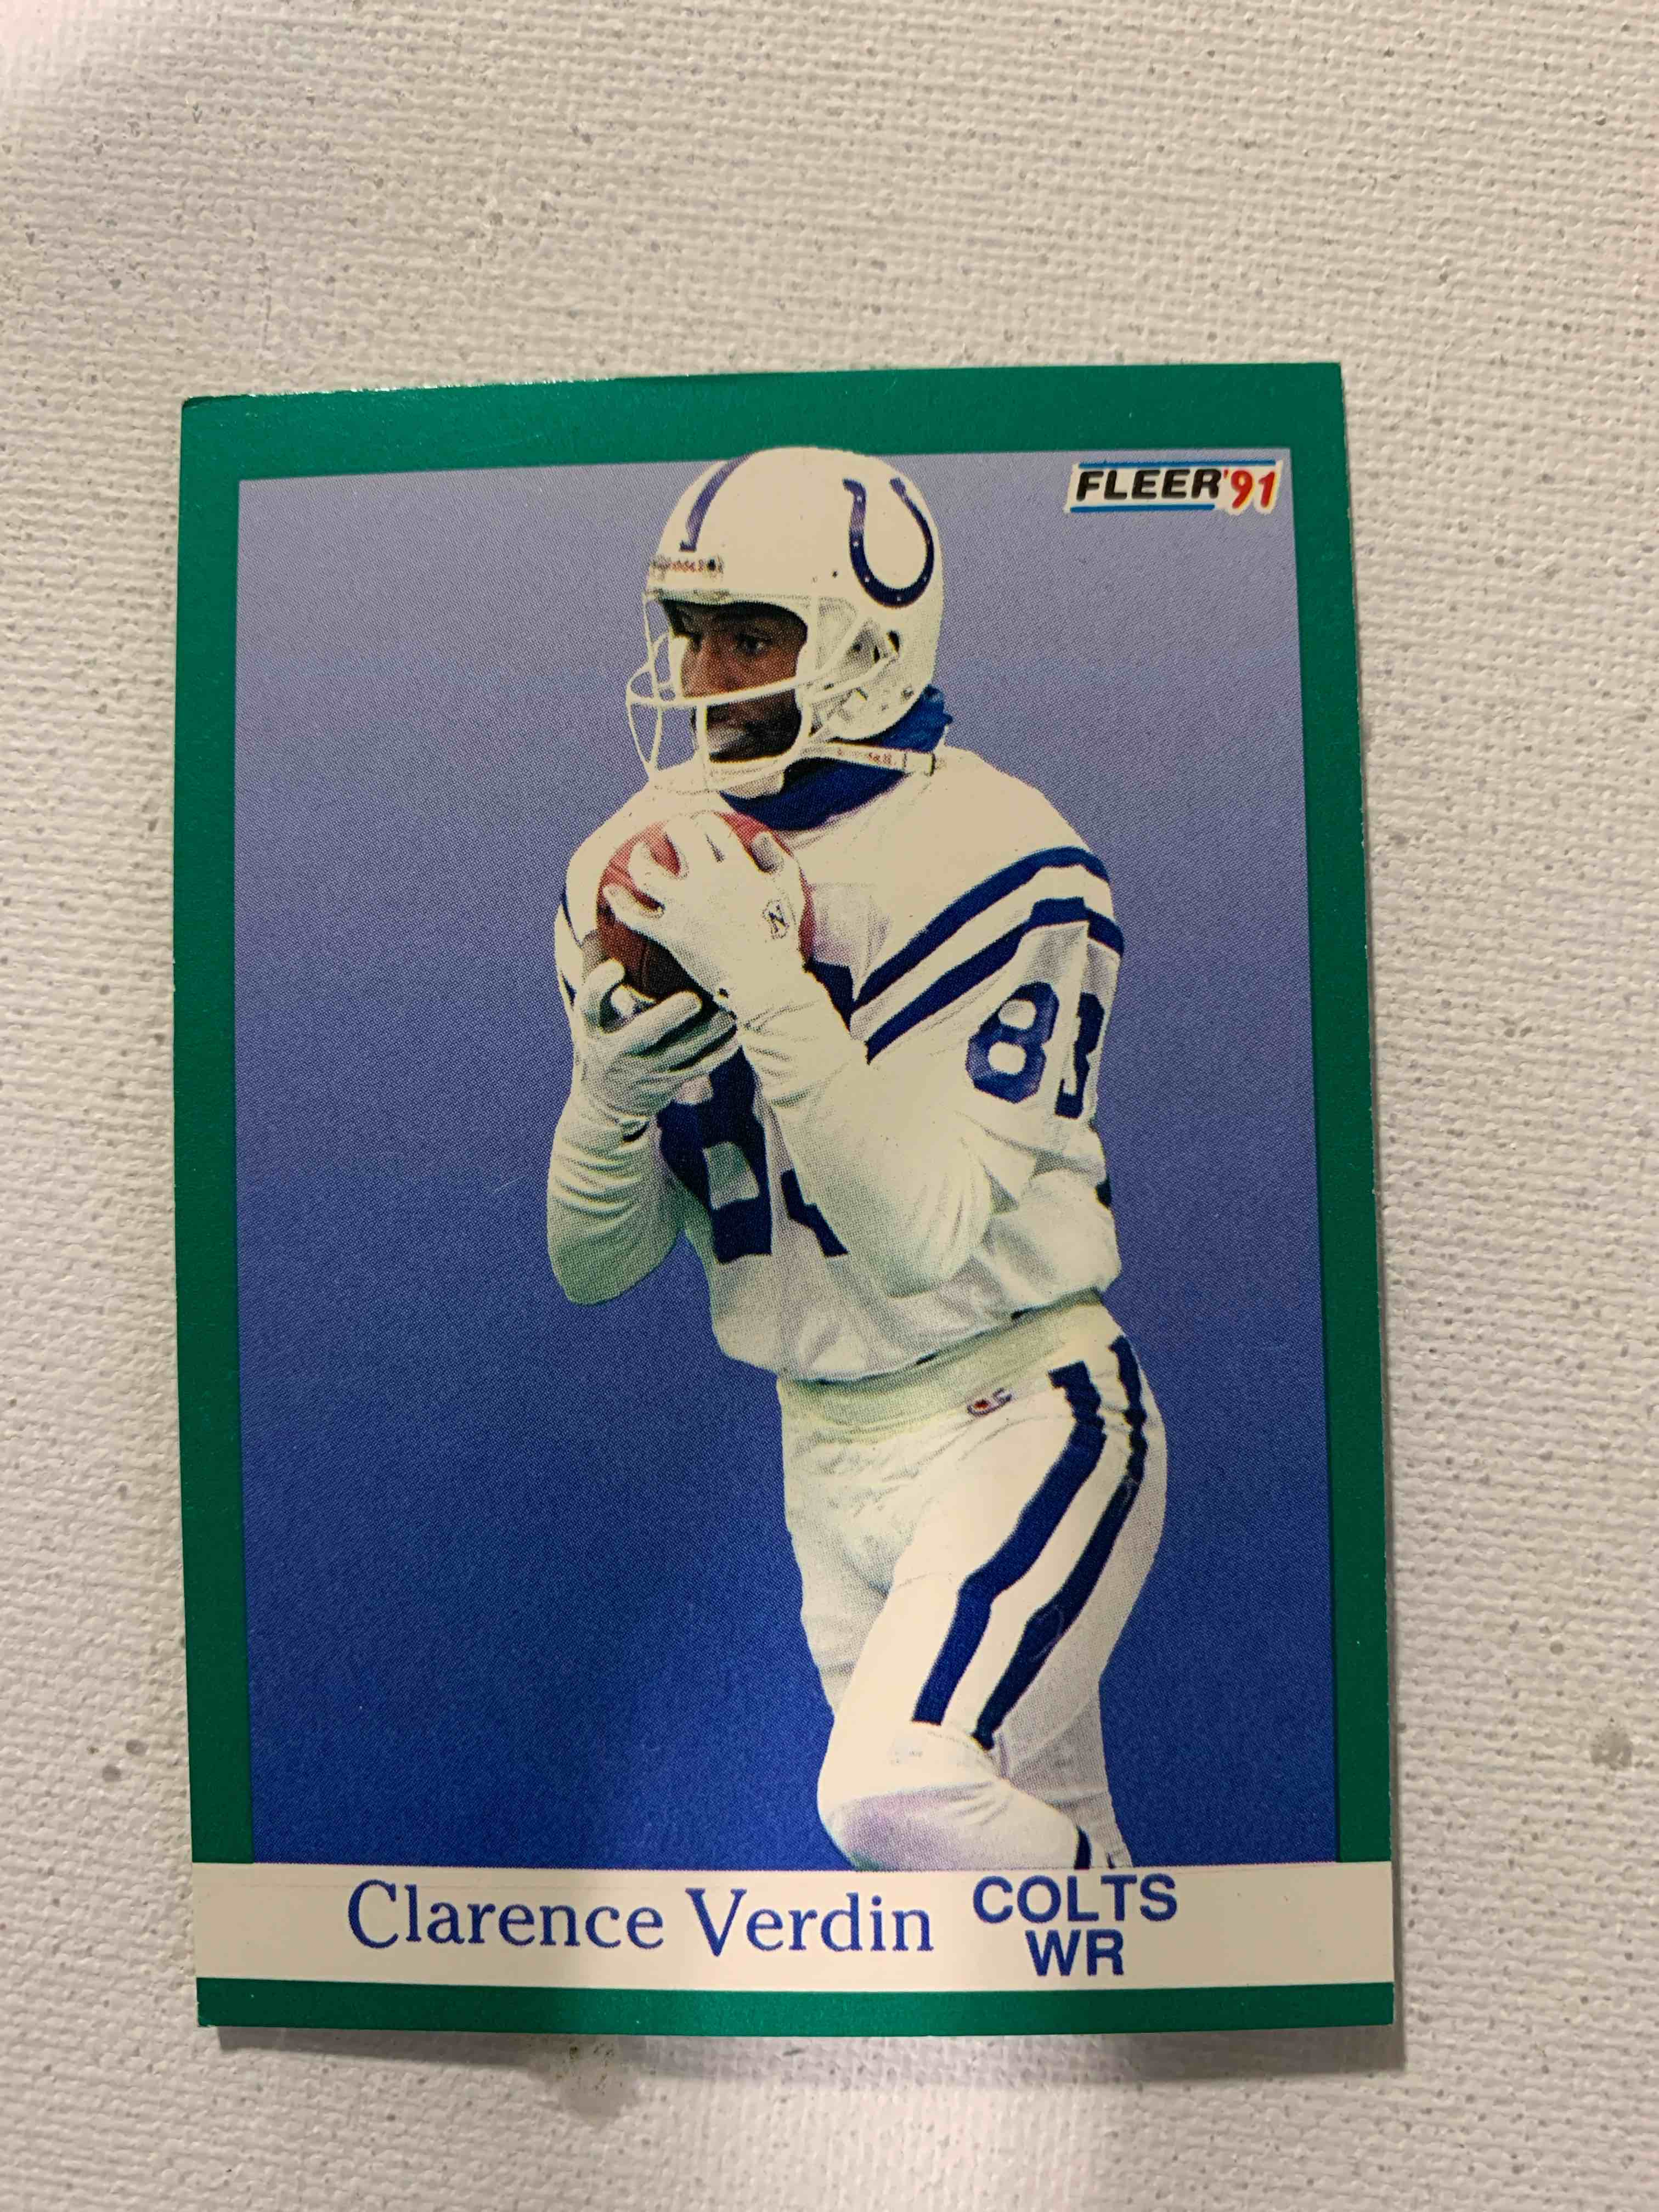 FLEER '91
N
83
Clarence Verdin
COLTS
WR